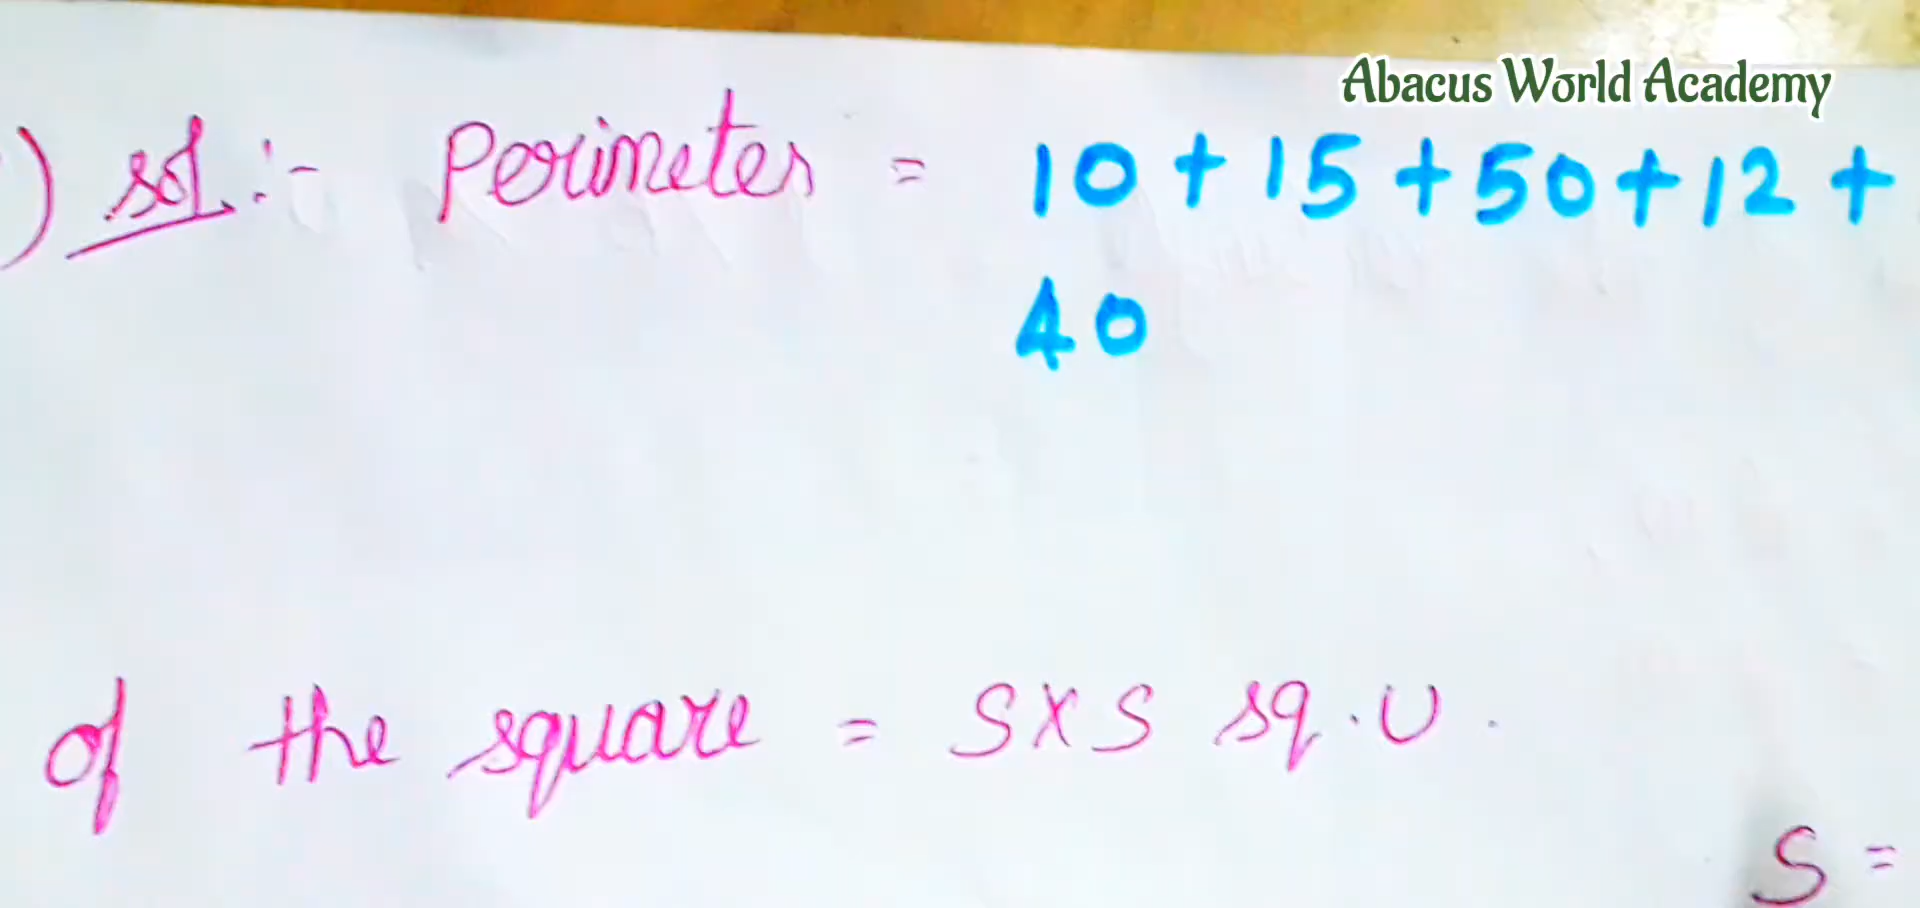 Abacus World Academy
) sol :- Perimeter = 10 + 15 + 50 + 12 +
40
of the square = S X S sq. U.
S =